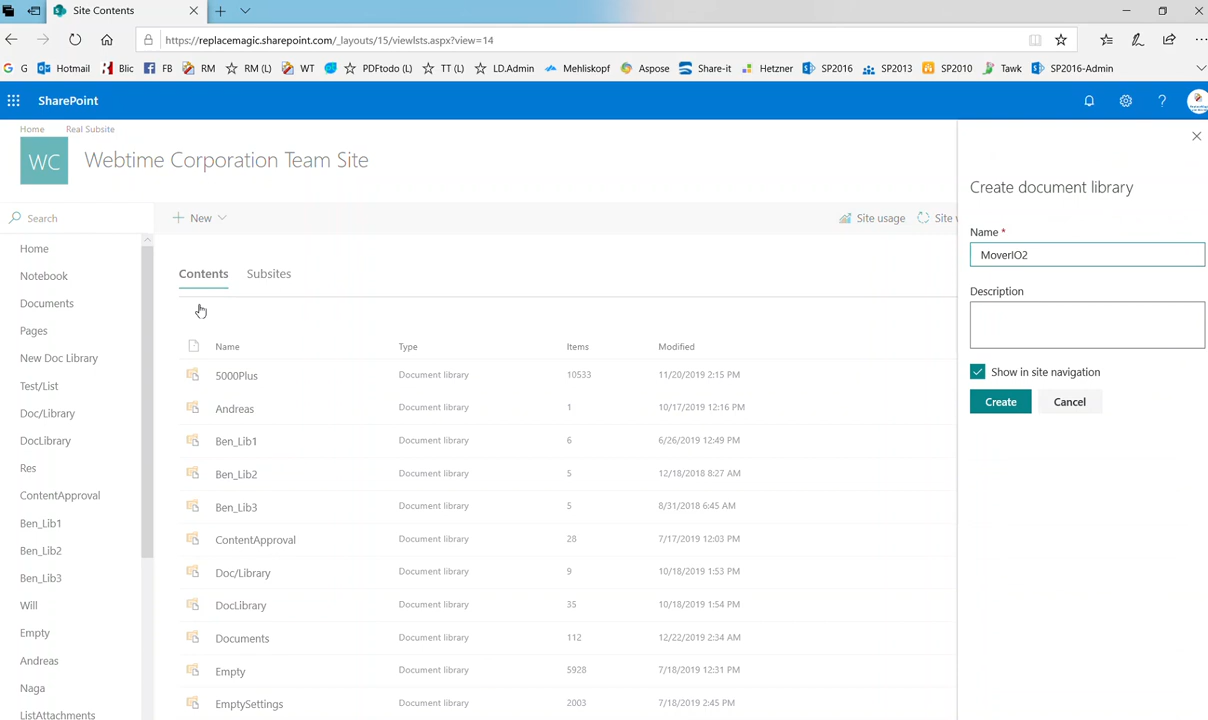 Site Contents
https://replacemagic.sharepoint.com/_layouts/15/viewlsts.aspx?view=14
G Hotmail Blic FB RM RM (L) WT PDFtodo (L) TT (L) LD.Admin Mehliskopf Aspose Share-it Hetzner SP2016 SP2013 SP2010 Tawk SP2016-Admin
SharePoint ?
Home Real Subsite
WC Webtime Corporation Team Site
Search
New
Site usage Site w
Home
Notebook
Documents
Pages
New Doc Library
Test/List
Doc/Library
DocLibrary
Res
ContentApproval
Ben_Lib1
Ben_Lib2
Ben_Lib3
Will
Empty
Andreas
Naga
ListAttachments
Contents Subsites
Name Type Items Modified
5000Plus Document library 10533 11/20/2019 2:15 PM
Andreas Document library 1 10/17/2019 12:16 PM
Ben_Lib1 Document library 6 6/26/2019 12:49 PM
Ben_Lib2 Document library 5 12/18/2018 8:27 AM
Ben_Lib3 Document library 5 8/31/2018 6:45 AM
ContentApproval Document library 28 7/17/2019 12:03 PM
Doc/Library Document library 9 10/18/2019 1:53 PM
DocLibrary Document library 35 10/18/2019 1:54 PM
Documents Document library 112 12/22/2019 2:34 AM
Empty Document library 5928 7/18/2019 12:31 PM
EmptySettings Document library 2003 7/18/2019 2:45 PM
Create document library
Name *
MoverIO2
Description
Show in site navigation
Create Cancel